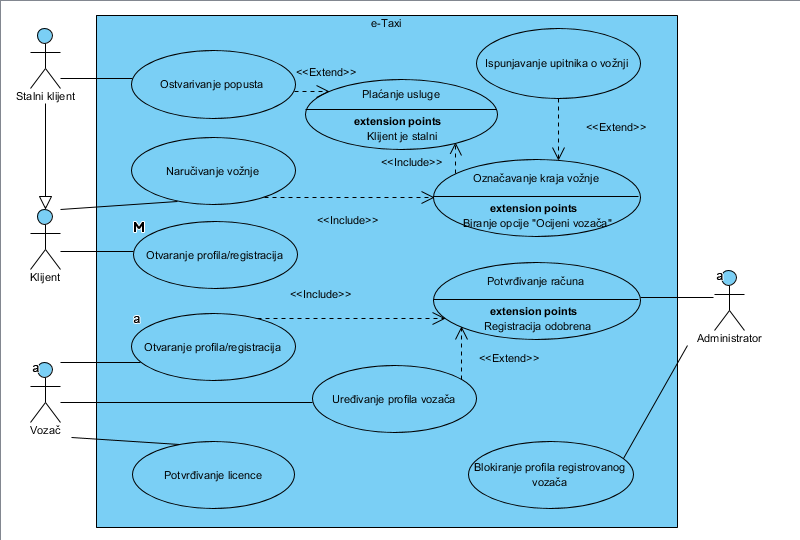 e-Taxi
Stalni klijent
Ostvarivanje popusta
<<Extend>>
Plaćanje usluge
extension points
Klijent je stalni
Ispunjavanje upitnika o vožnji
<<Extend>>
Naručivanje vožnje
<<Include>>
Označavanje kraja vožnje
extension points
Biranje opcije "Ocijeni vozača"
<<Include>>
Klijent
M
Otvaranje profila/registracija
<<Include>>
Potvrđivanje računa
extension points
Registracija odobrena
a
Administrator
a
Otvaranje profila/registracija
<<Extend>>
a
Vozač
Uređivanje profila vozača
Potvrđivanje licence
Blokiranje profila registrovanog
vozača